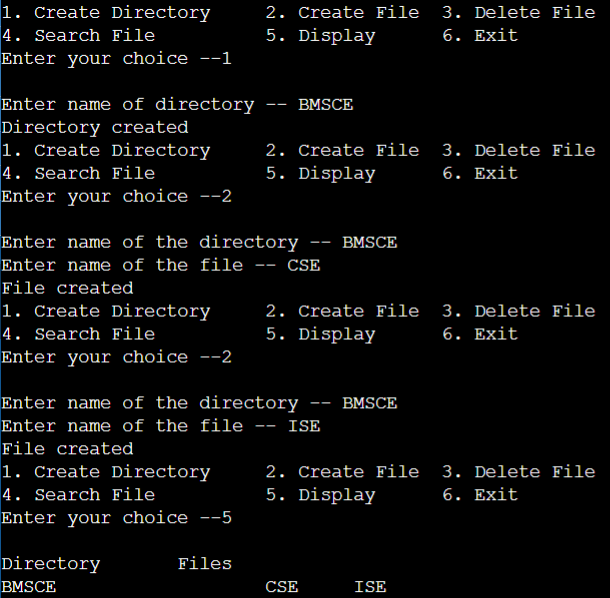 1. Create Directory     2. Create File  3. Delete File
4. Search File          5. Display      6. Exit
Enter your choice --1
Enter name of directory -- BMSCE
Directory created
1. Create Directory     2. Create File  3. Delete File
4. Search File          5. Display      6. Exit
Enter your choice --2
Enter name of the directory -- BMSCE
Enter name of the file -- CSE
File created
1. Create Directory     2. Create File  3. Delete File
4. Search File          5. Display      6. Exit
Enter your choice --2
Enter name of the directory -- BMSCE
Enter name of the file -- ISE
File created
1. Create Directory     2. Create File  3. Delete File
4. Search File          5. Display      6. Exit
Enter your choice --5
Directory       Files
BMSCE                   CSE     ISE